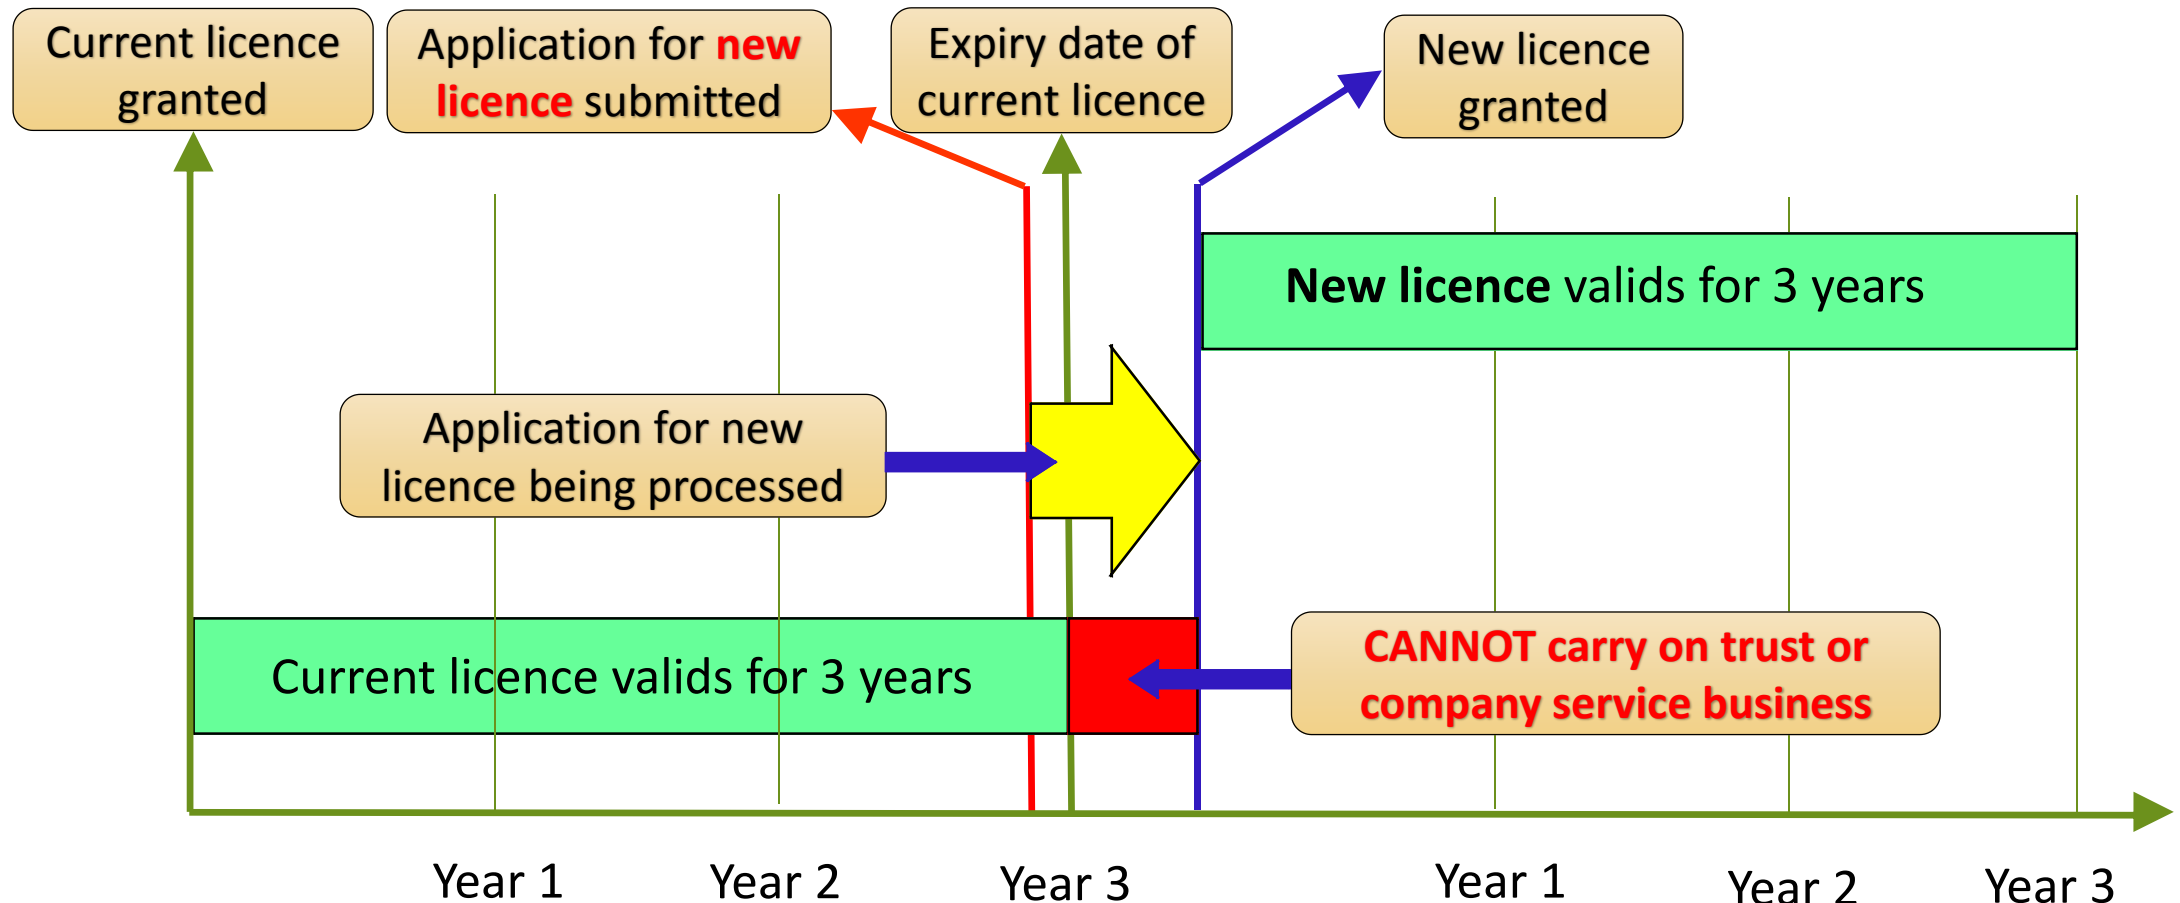 Current licence
granted
Application for new
licence submitted
Expiry date of
current licence
New licence
granted
New licence valids for 3 years
Application for new
licence being processed
Current licence valids for 3 years
CANNOT carry on trust or
company service business
Year 1
Year 2
Year 3
Year 1
Year 2
Year 3